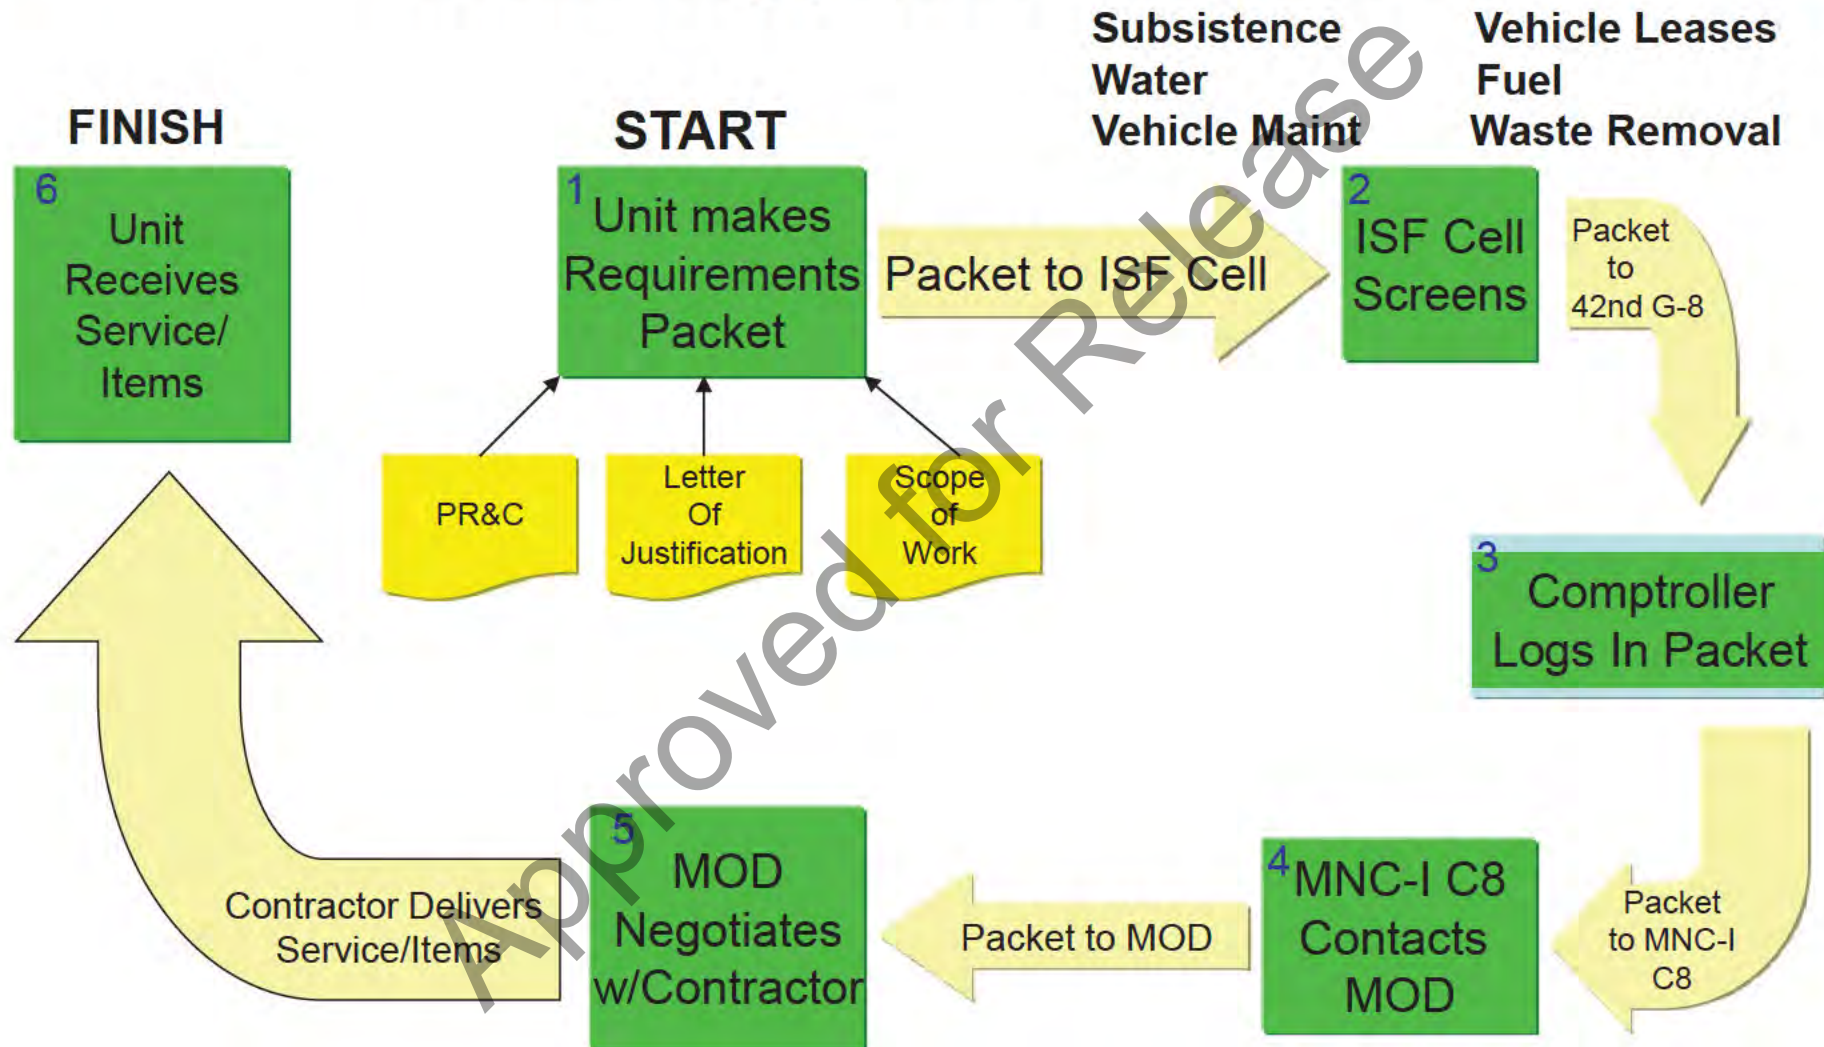 Subsistence
Water
Vehicle Maint
Vehicle Leases
Fuel
Waste Removal
FINISH
START
6
Unit
Receives
Service/
Items
1
Unit makes
Requirements
Packet
Packet to ISF Cell
2
ISF Cell
Screens
Packet
to
42nd G-8
PR&C
Letter
Of
Justification
Scope
of
Work
3
Comptroller
Logs In Packet
Packet
to MNC-I
C8
4
MNC-I C8
Contacts
MOD
Packet to MOD
5
MOD
Negotiates
w/Contractor
Contractor Delivers
Service/Items
Approved for Release